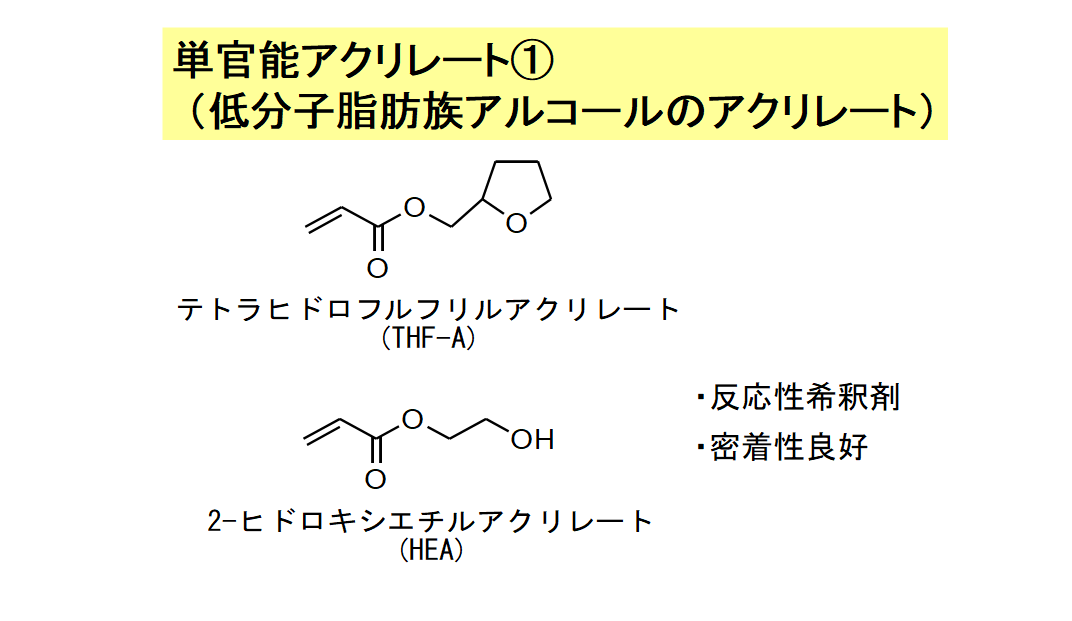 単官能アクリレート①
（低分子脂肪族アルコールのアクリレート）
O
O
O
テトラヒドロフルフリルアクリレート
(THF-A)
・反応性希釈剤
O
OH
・密着性良好
O
2-ヒドロキシエチルアクリレート
(HEA)